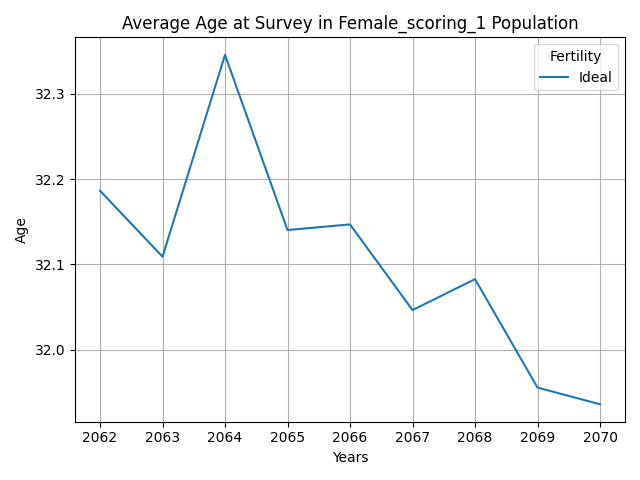 Average Age at Survey in Female_scoring_1 Population
Fertility
Ideal
32.3
32.2
32.1
32.0
Age
2062 2063 2064 2065 2066 2067 2068 2069 2070
Years